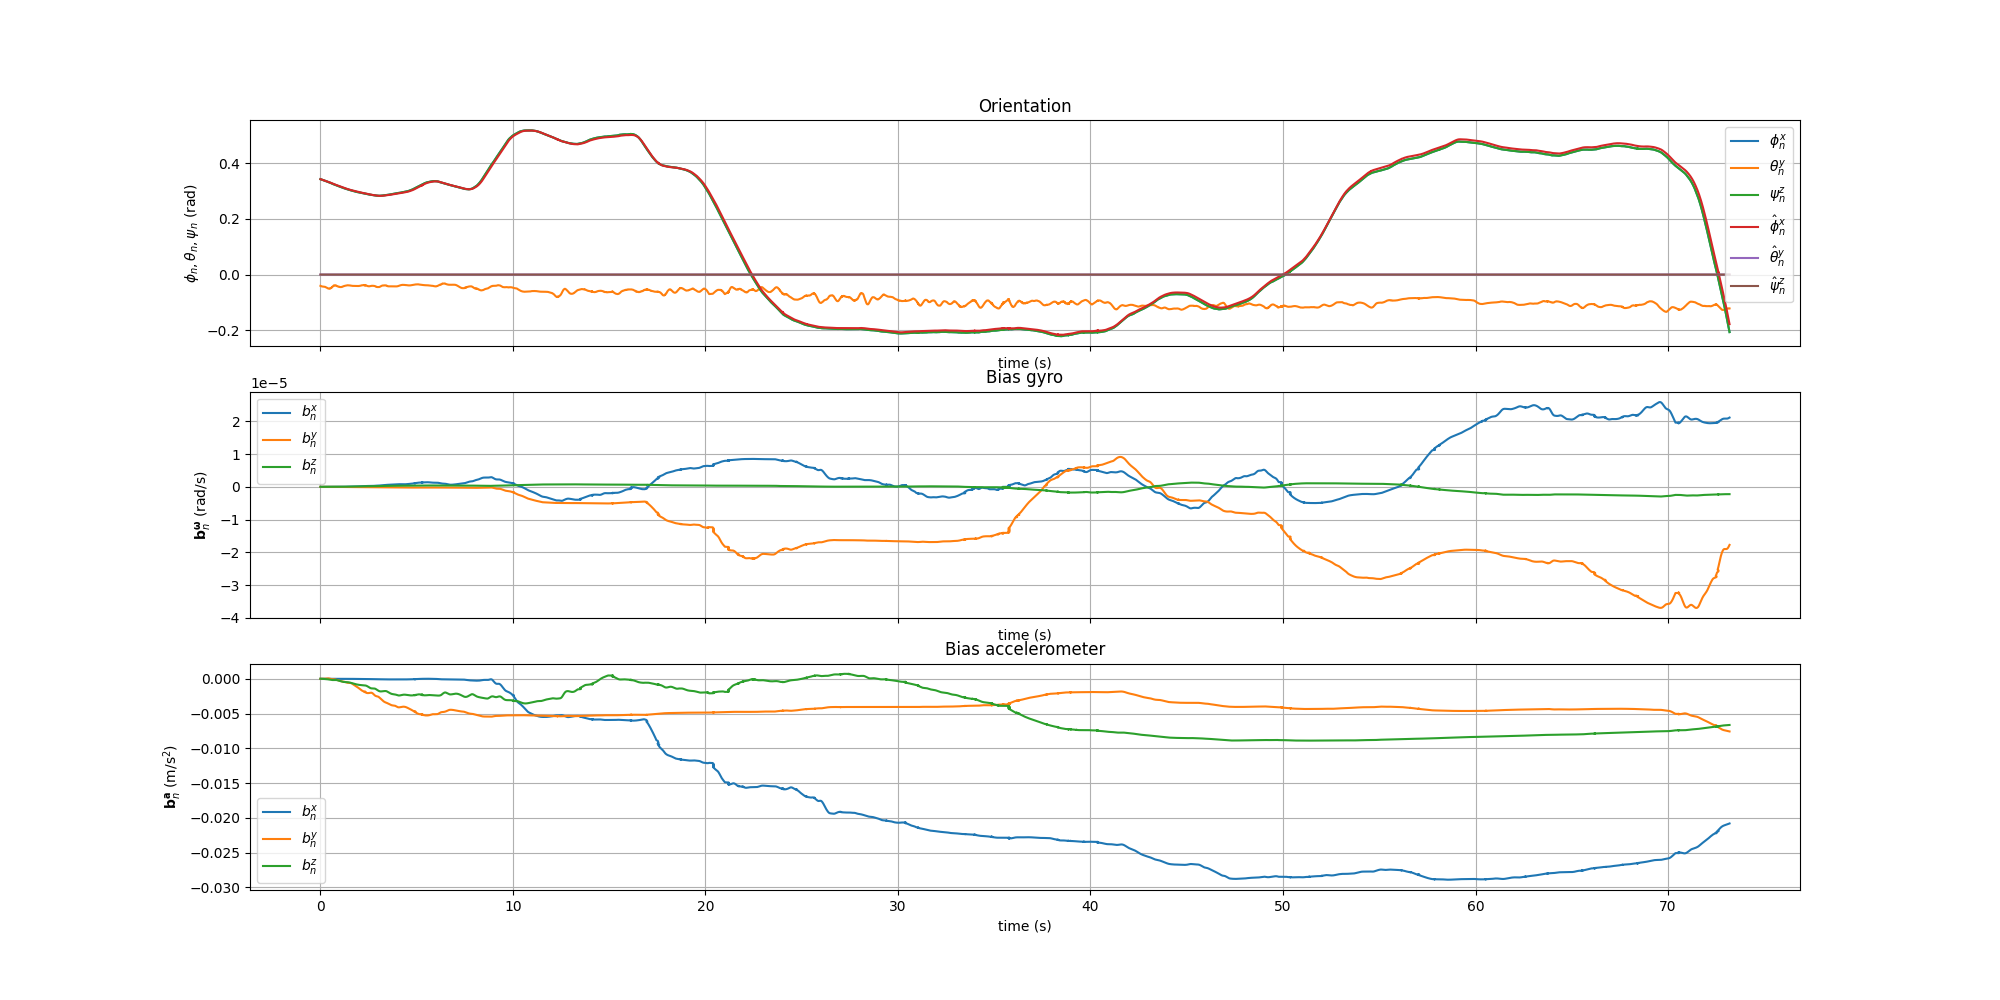 Orientation
ϕₙ, θₙ, ψₙ (rad)
0.4
0.2
0.0
−0.2
ϕₙˣ
θₙʸ
ψₙᶻ
ϕ̂ₙˣ
θ̂ₙʸ
ψ̂ₙᶻ
time (s)
Bias gyro
1e−5
bₙ^ω (rad/s)
2
1
0
−1
−2
−3
−4
bₙˣ
bₙʸ
bₙᶻ
time (s)
Bias accelerometer
bₙᵃ (m/s²)
0.000
−0.005
−0.010
−0.015
−0.020
−0.025
−0.030
bₙˣ
bₙʸ
bₙᶻ
0 10 20 30 40 50 60 70
time (s)